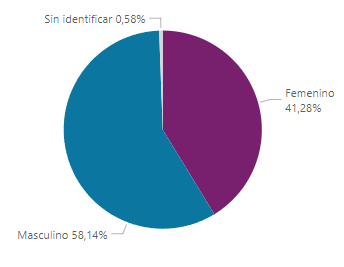 Sin identificar 0,58%
Femenino
41,28%
Masculino 58,14%